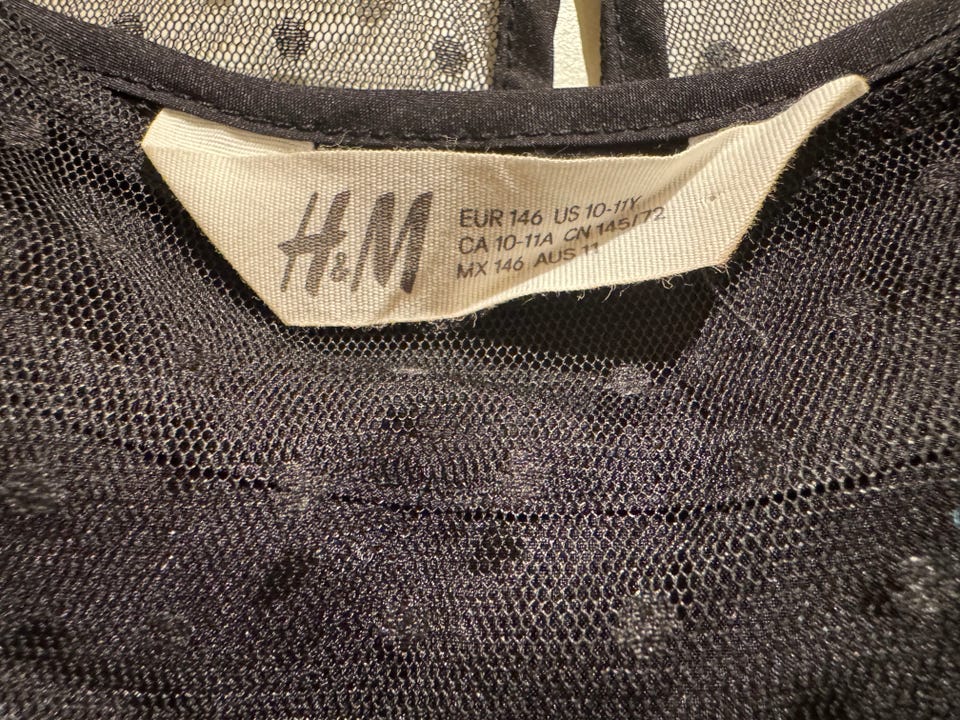 H&M
EUR 146 US 10-11Y
CA 10-11A CN 145/72
MX 146 AUS 11